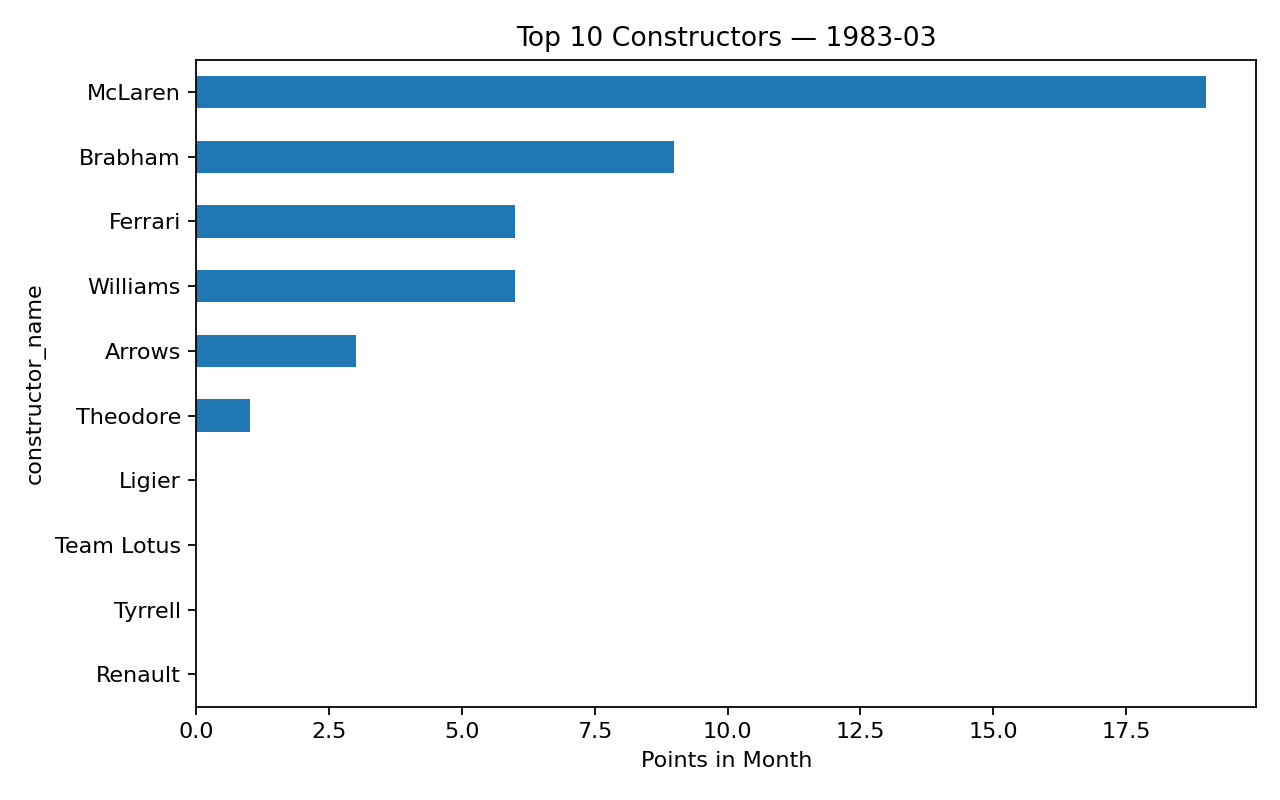 Top 10 Constructors — 1983-03
McLaren
Brabham
Ferrari
Williams
Arrows
Theodore
Ligier
Team Lotus
Tyrrell
Renault
constructor_name
0.0 2.5 5.0 7.5 10.0 12.5 15.0 17.5
Points in Month